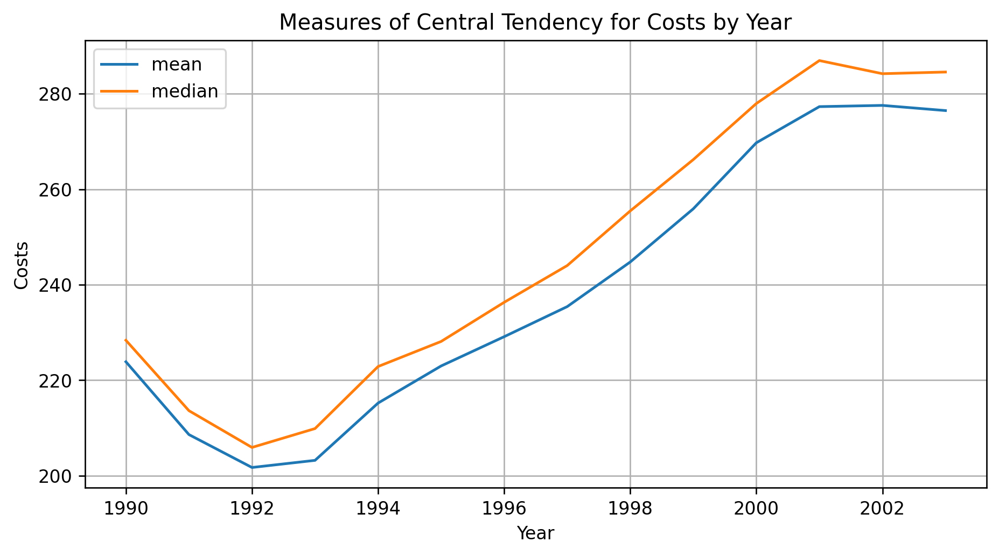 Measures of Central Tendency for Costs by Year
mean
median
280
260
240
220
200
Costs
1990 1992 1994 1996 1998 2000 2002
Year